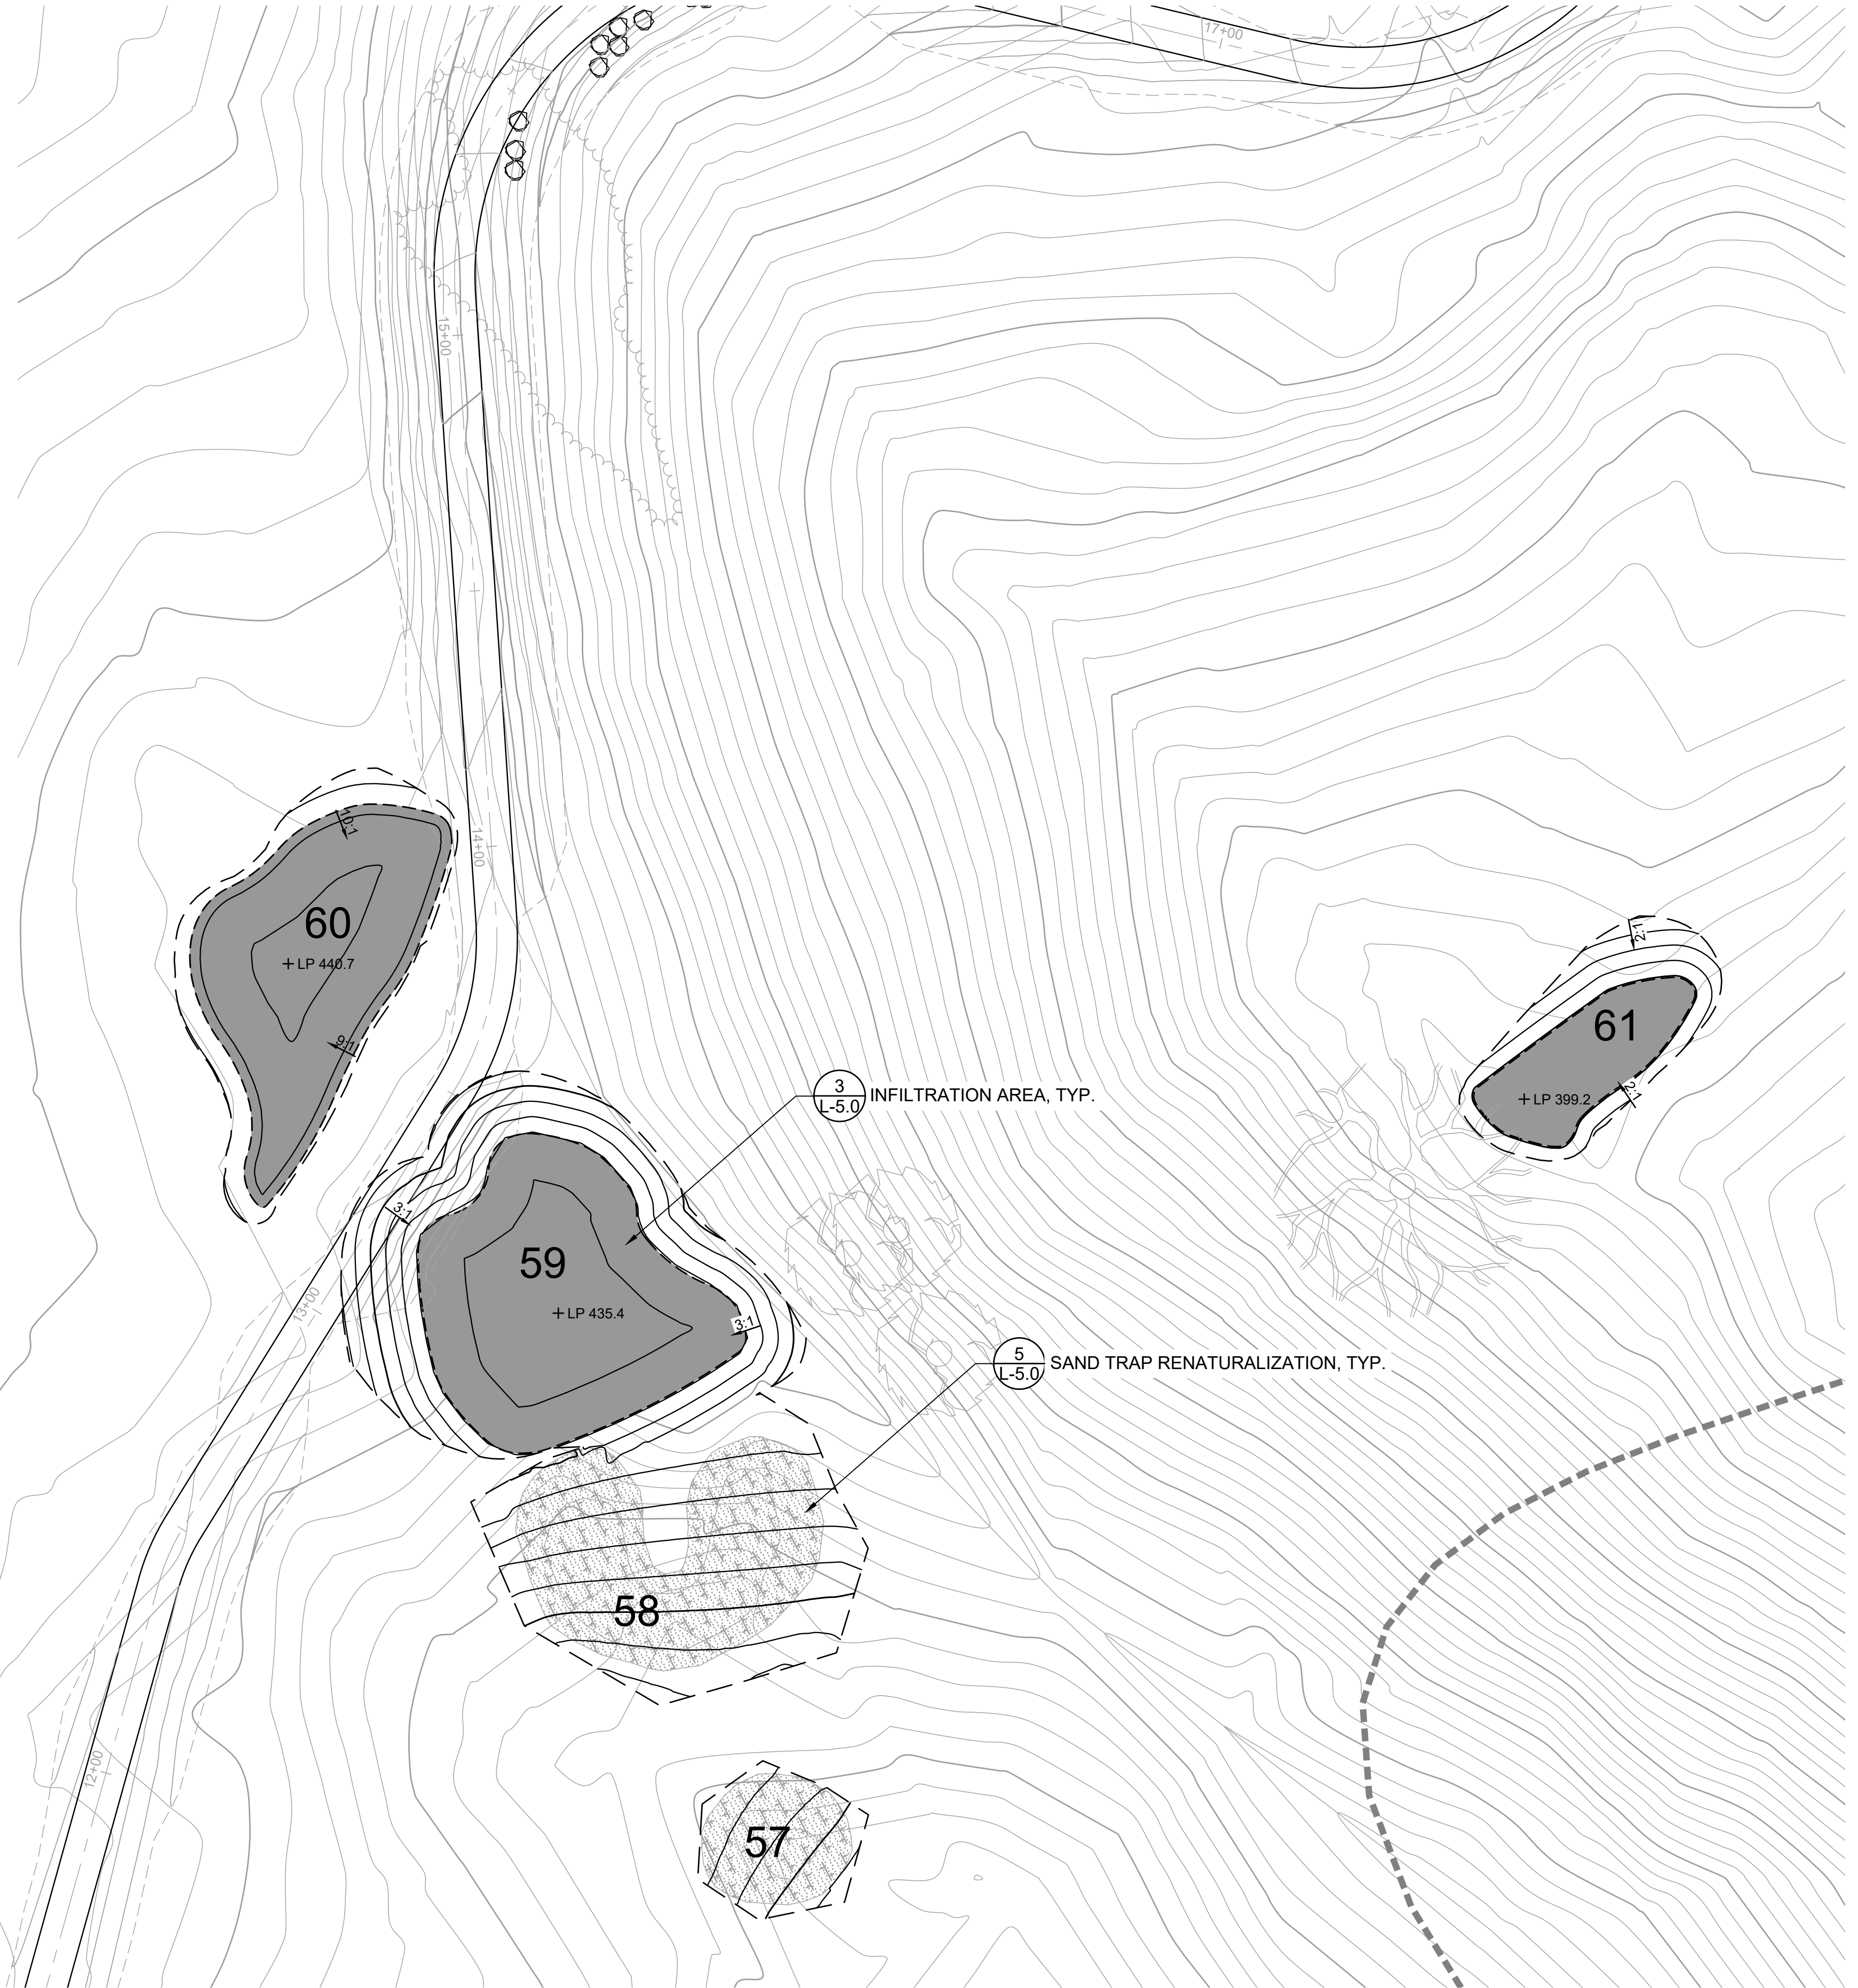 17+00
15+00
10:1
14+00
60
LP 440.7
9:1
2:1
61
2:1
LP 399.2
3
L-5.0
INFILTRATION AREA, TYP.
3:1
59
LP 435.4
3:1
13+00
5
L-5.0
SAND TRAP RENATURALIZATION, TYP.
58
12+00
57